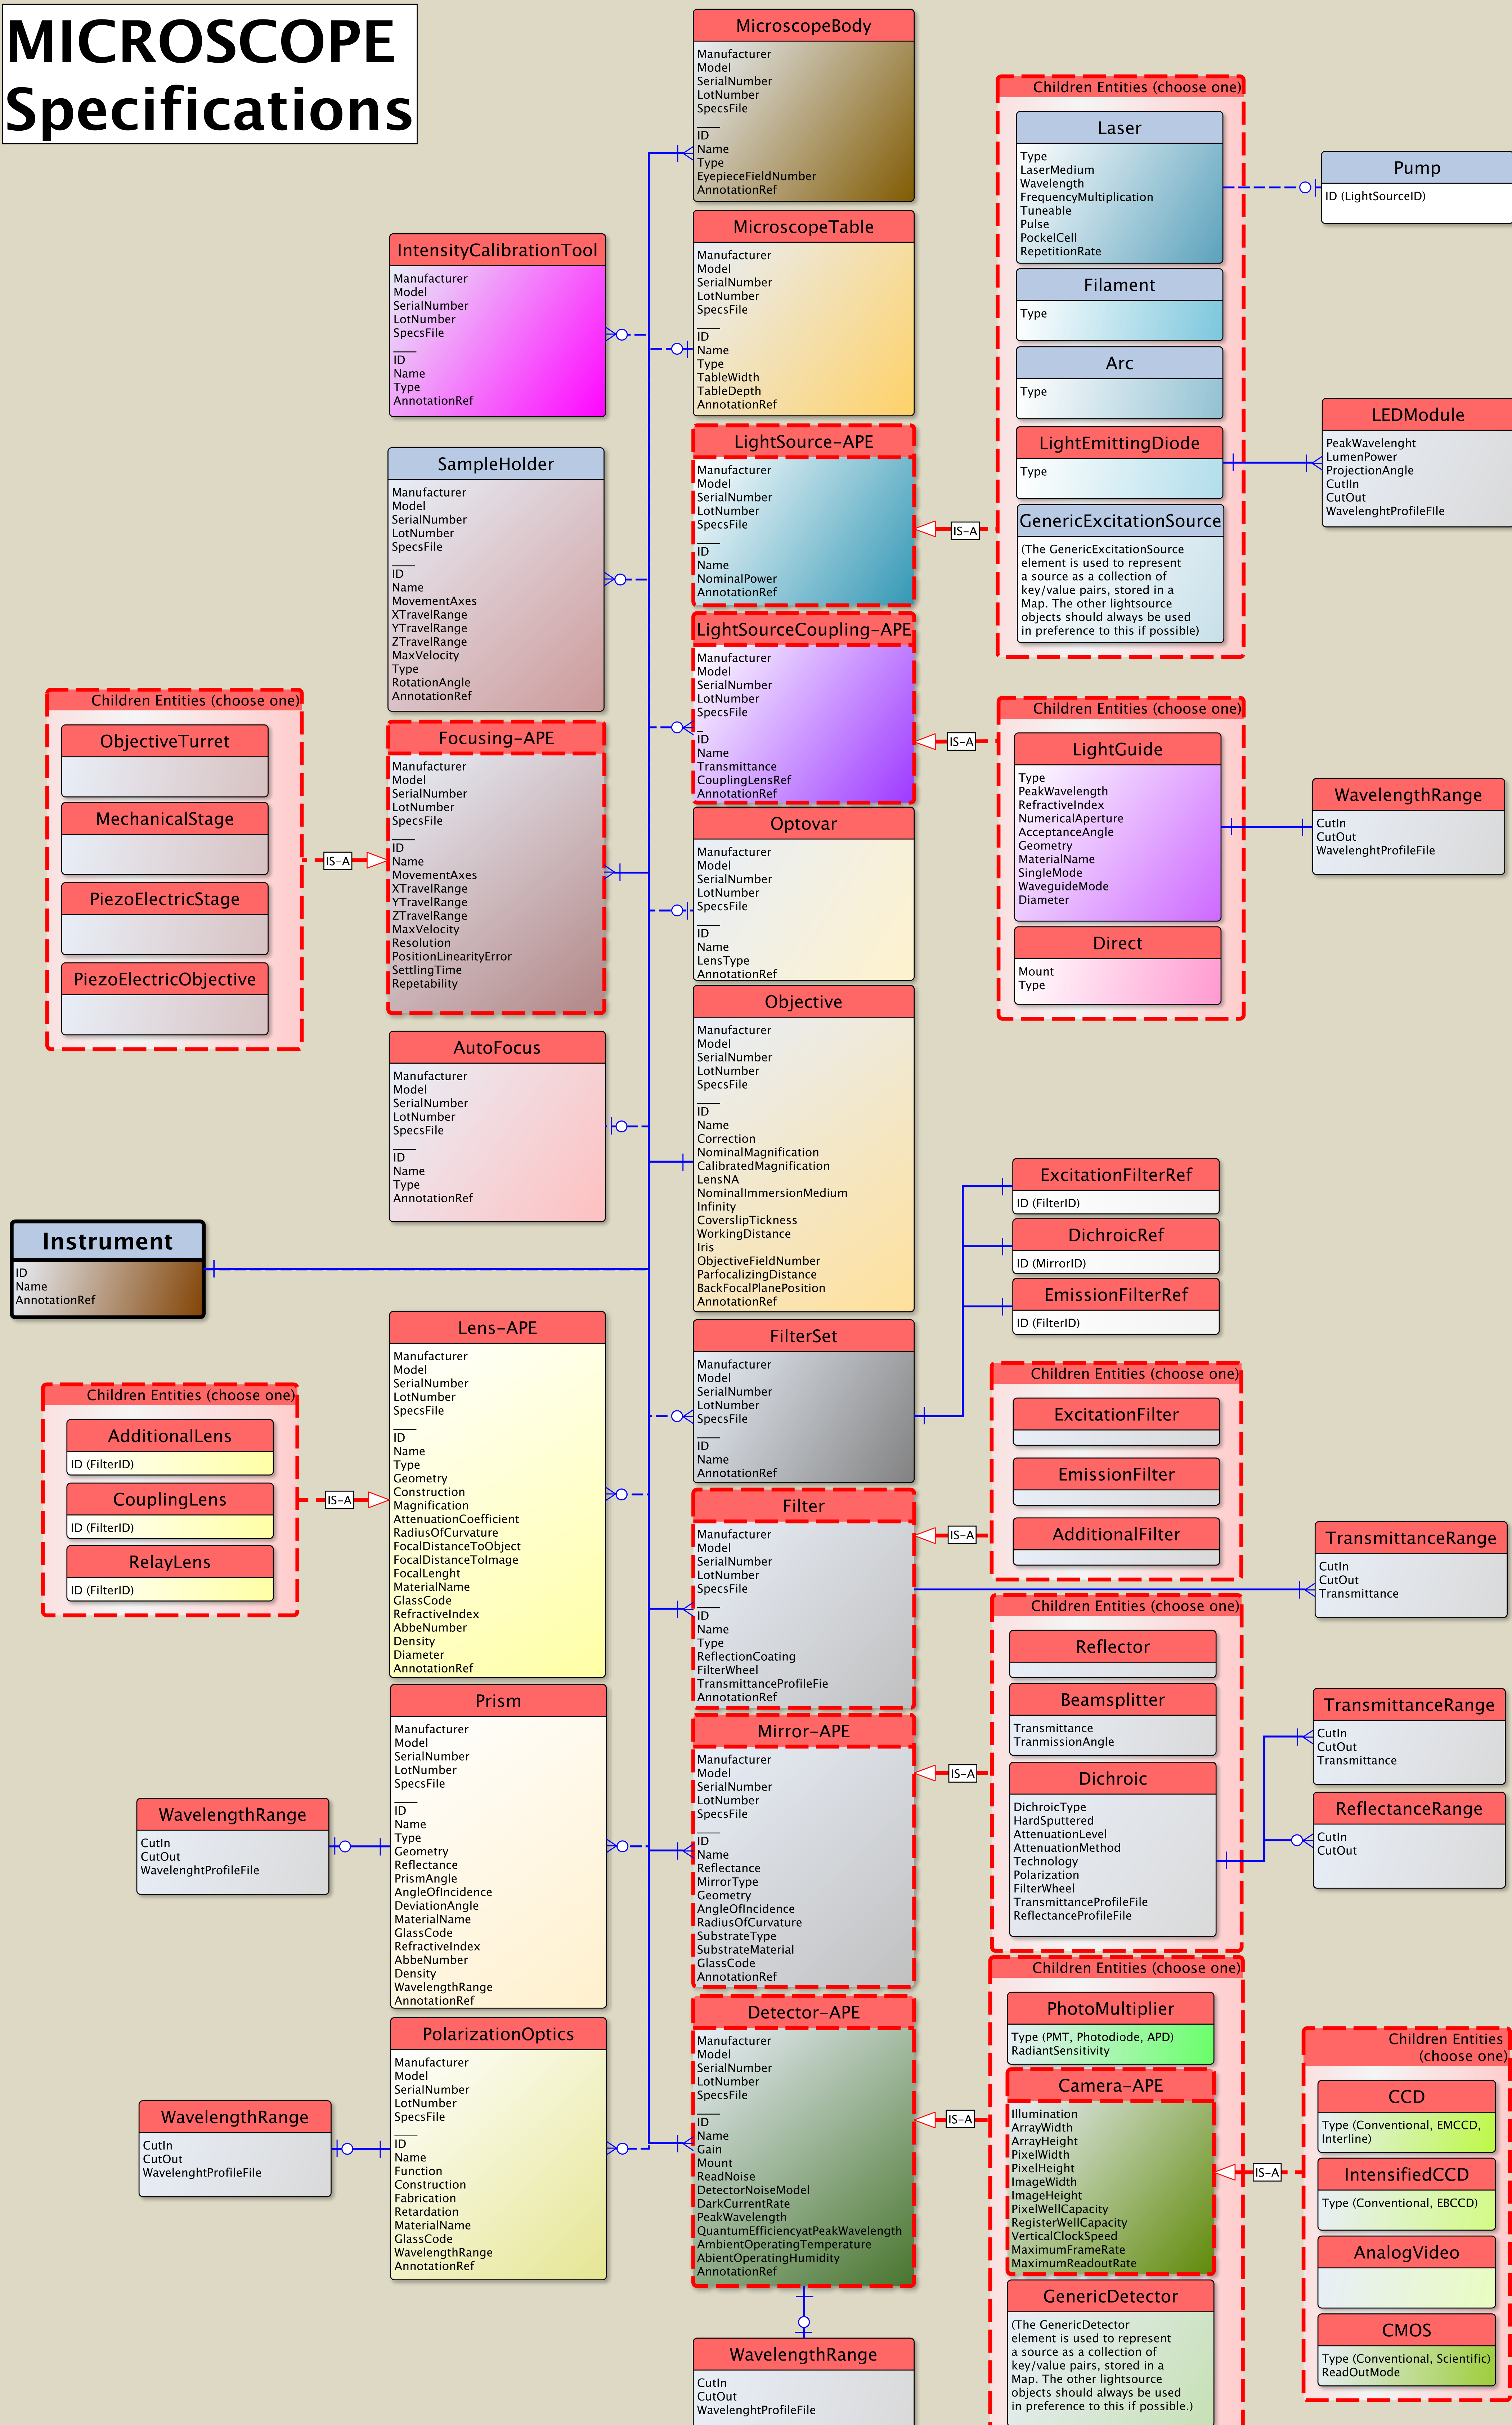 MICROSCOPE
Specifications
MicroscopeBody
Manufacturer
Model
SerialNumber
LotNumber
SpecsFile
ID
Name
Type
EyepieceFieldNumber
AnnotationRef
MicroscopeTable
Manufacturer
Model
SerialNumber
LotNumber
SpecsFile
ID
Name
Type
TableWidth
TableDepth
AnnotationRef
IntensityCalibrationTool
Manufacturer
Model
SerialNumber
LotNumber
SpecsFile
ID
Name
Type
AnnotationRef
Children Entities (choose one)
Laser
Type
LaserMedium
Wavelength
FrequencyMultiplication
Tuneable
Pulse
PockelCell
RepetitionRate
Pump
ID (LightSourceID)
Filament
Type
Arc
Type
LightEmittingDiode
Type
LEDModule
PeakWavelenght
LumenPower
ProjectionAngle
CutIIn
CutOut
WavelenghtProfileFIle
GenericExcitationSource
(The GenericExcitationSource
element is used to represent
a source as a collection of
key/value pairs, stored in a
Map. The other lightsource
objects should always be used
in preference to this if possible)
LightSource-APE
Manufacturer
Model
SerialNumber
LotNumber
SpecsFile
ID
Name
NominalPower
AnnotationRef
IS-A
SampleHolder
Manufacturer
Model
SerialNumber
LotNumber
SpecsFile
ID
Name
MovementAxes
XTravelRange
YTravelRange
ZTravelRange
MaxVelocity
Type
RotationAngle
AnnotationRef
LightSourceCoupling-APE
Manufacturer
Model
SerialNumber
LotNumber
SpecsFile
ID
Name
Transmittance
CouplingLensRef
AnnotationRef
IS-A
Children Entities (choose one)
LightGuide
Type
PeakWavelength
RefractiveIndex
NumericalAperture
AcceptanceAngle
Geometry
MaterialName
SingleMode
WaveguideMode
Diameter
WavelengthRange
CutIn
CutOut
WavelenghtProfileFile
Direct
Mount
Type
Children Entities (choose one)
ObjectiveTurret
MechanicalStage
PiezoElectricStage
PiezoElectricObjective
IS-A
Focusing-APE
Manufacturer
Model
SerialNumber
LotNumber
SpecsFile
ID
Name
MovementAxes
XTravelRange
YTravelRange
ZTravelRange
MaxVelocity
Resolution
PositionLinearityError
SettlingTime
Repetability
Optovar
Manufacturer
Model
SerialNumber
LotNumber
SpecsFile
ID
Name
LensType
AnnotationRef
Objective
Manufacturer
Model
SerialNumber
LotNumber
SpecsFile
ID
Name
Correction
NominalMagnification
CalibratedMagnification
LensNA
NominalImmersionMedium
Infinity
CoverslipTickness
WorkingDistance
Iris
ObjectiveFieldNumber
ParfocalizingDistance
BackFocalPlanePosition
AnnotationRef
AutoFocus
Manufacturer
Model
SerialNumber
LotNumber
SpecsFile
ID
Name
Type
AnnotationRef
Instrument
ID
Name
AnnotationRef
ExcitationFilterRef
ID (FilterID)
DichroicRef
ID (MirrorID)
EmissionFilterRef
ID (FilterID)
FilterSet
Manufacturer
Model
SerialNumber
LotNumber
SpecsFile
ID
Name
AnnotationRef
Lens-APE
Manufacturer
Model
SerialNumber
LotNumber
SpecsFile
ID
Name
Type
Geometry
Construction
Magnification
AttenuationCoefficient
RadiusOfCurvature
FocalDistanceToObject
FocalDistanceToImage
FocalLenght
MaterialName
GlassCode
RefractiveIndex
AbbeNumber
Density
Diameter
AnnotationRef
Children Entities (choose one)
AdditionalLens
ID (FilterID)
CouplingLens
ID (FilterID)
RelayLens
ID (FilterID)
IS-A
Children Entities (choose one)
ExcitationFilter
EmissionFilter
AdditionalFilter
IS-A
Filter
Manufacturer
Model
SerialNumber
LotNumber
SpecsFile
ID
Name
Type
ReflectionCoating
FilterWheel
TransmittanceProfileFie
AnnotationRef
TransmittanceRange
CutIn
CutOut
Transmittance
Children Entities (choose one)
Reflector
Beamsplitter
Transmittance
TranmissionAngle
Dichroic
DichroicType
HardSputtered
AttenuationLevel
AttenuationMethod
Technology
Polarization
FilterWheel
TransmittanceProfileFile
ReflectanceProfileFile
TransmittanceRange
CutIn
CutOut
Transmittance
ReflectanceRange
CutIn
CutOut
Mirror-APE
Manufacturer
Model
SerialNumber
LotNumber
SpecsFile
ID
Name
Reflectance
MirrorType
Geometry
AngleOfIncidence
RadiusOfCurvature
SubstrateType
SubstrateMaterial
GlassCode
AnnotationRef
IS-A
Prism
Manufacturer
Model
SerialNumber
LotNumber
SpecsFile
ID
Name
Type
Geometry
Reflectance
PrismAngle
AngleOfIncidence
DeviationAngle
MaterialName
GlassCode
RefractiveIndex
AbbeNumber
Density
WavelengthRange
AnnotationRef
WavelengthRange
CutIn
CutOut
WavelenghtProfileFile
PolarizationOptics
Manufacturer
Model
SerialNumber
LotNumber
SpecsFile
ID
Name
Function
Construction
Fabrication
Retardation
MaterialName
GlassCode
WavelengthRange
AnnotationRef
WavelengthRange
CutIn
CutOut
WavelenghtProfileFile
Detector-APE
Manufacturer
Model
SerialNumber
LotNumber
SpecsFile
ID
Name
Gain
Mount
ReadNoise
DetectorNoiseModel
DarkCurrentRate
PeakWavelength
QuantumEfficiencyatPeakWavelength
AmbientOperatingTemperature
AbientOperatingHumidity
AnnotationRef
IS-A
WavelengthRange
CutIn
CutOut
WavelenghtProfileFile
Children Entities (choose one)
PhotoMultiplier
Type (PMT, Photodiode, APD)
RadiantSensitivity
Camera-APE
Illumination
ArrayWidth
ArrayHeight
PixelWidth
PixelHeight
ImageWidth
ImageHeight
PixelWellCapacity
RegisterWellCapacity
VerticalClockSpeed
MaximumFrameRate
MaximumReadoutRate
GenericDetector
(The GenericDetector
element is used to represent
a source as a collection of
key/value pairs, stored in a
Map. The other lightsource
objects should always be used
in preference to this if possible.)
IS-A
Children Entities
(choose one)
CCD
Type (Conventional, EMCCD,
Interline)
IntensifiedCCD
Type (Conventional, EBCCD)
AnalogVideo
CMOS
Type (Conventional, Scientific)
ReadOutMode